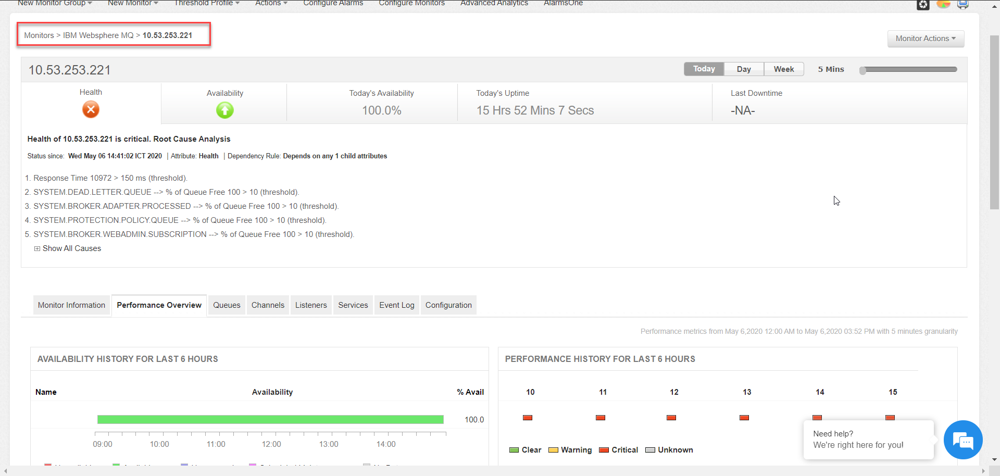 New Monitor Group New Monitor Threshold Profile Actions Configure Alarms Configure Monitors Advanced Analytics AlarmsOne
Monitors > IBM Websphere MQ > 10.53.253.221
Monitor Actions
10.53.253.221
Today Day Week 5 Mins
Health Availability Today's Availability Today's Uptime Last Downtime
100.0% 15 Hrs 52 Mins 7 Secs -NA-
Health of 10.53.253.221 is critical. Root Cause Analysis
Status since: Wed May 06 14:41:02 ICT 2020 | Attribute: Health | Dependency Rule: Depends on any 1 child attributes
1. Response Time 10972 > 150 ms (threshold).
2. SYSTEM.DEAD.LETTER.QUEUE --> % of Queue Free 100 > 10 (threshold).
3. SYSTEM.BROKER.ADAPTER.PROCESSED --> % of Queue Free 100 > 10 (threshold).
4. SYSTEM.PROTECTION.POLICY.QUEUE --> % of Queue Free 100 > 10 (threshold).
5. SYSTEM.BROKER.WEBADMIN.SUBSCRIPTION --> % of Queue Free 100 > 10 (threshold).
Show All Causes
Monitor Information Performance Overview Queues Channels Listeners Services Event Log Configuration
Performance metrics from May 6,2020 12:00 AM to May 6,2020 03:52 PM with 5 minutes granularity
AVAILABILITY HISTORY FOR LAST 6 HOURS
Name Availability % Avail
100.0
09:00 10:00 11:00 12:00 13:00 14:00
PERFORMANCE HISTORY FOR LAST 6 HOURS
10 11 12 13 14 15
Clear Warning Critical Unknown
Need help?
We're right here for you!